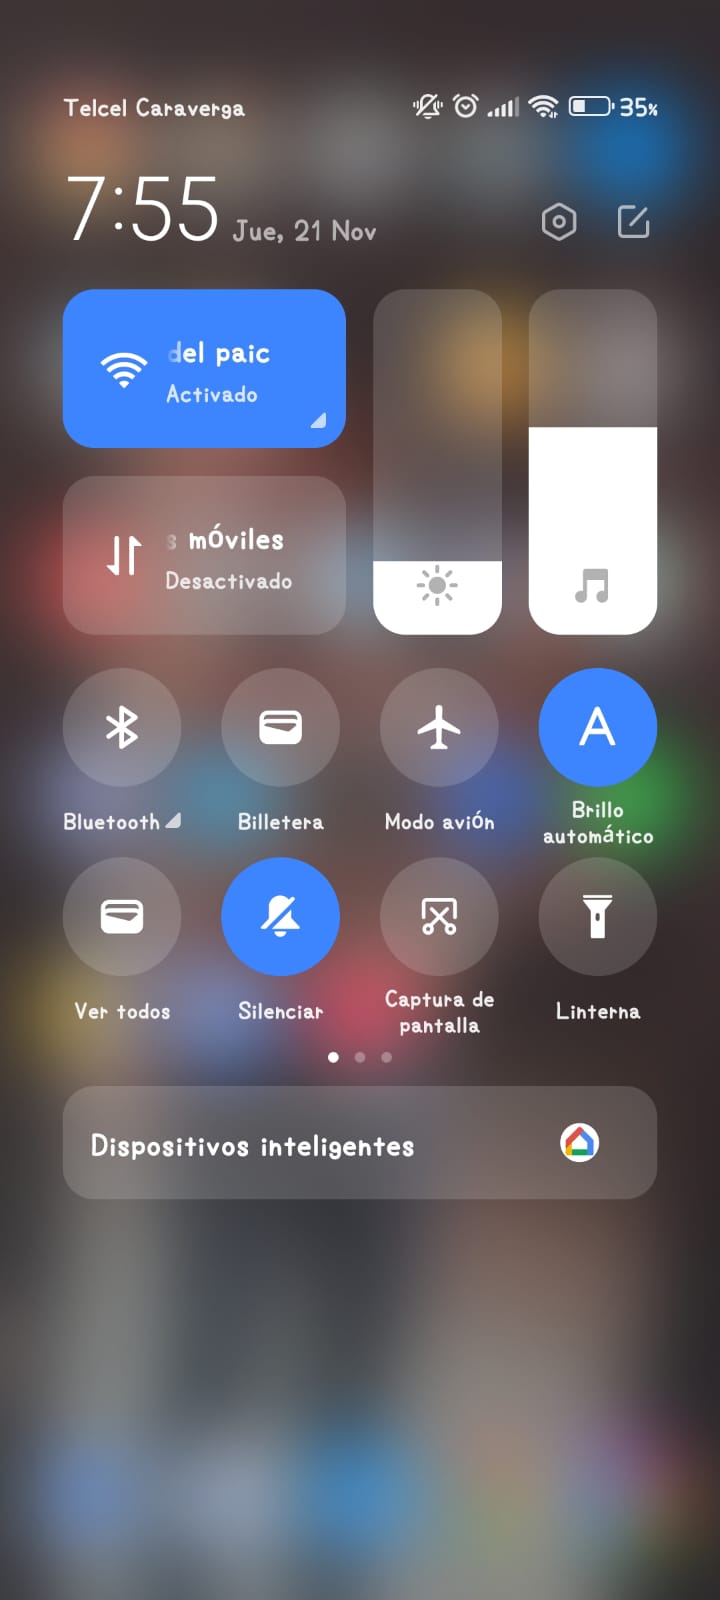 Telcel Caraverga
35%
7:55 Jue, 21 Nov
del paic
Activado
s móviles
Desactivado
Bluetooth
Billetera
Modo avión
Brillo
automático
Ver todos
Silenciar
Captura de
pantalla
Linterna
Dispositivos inteligentes